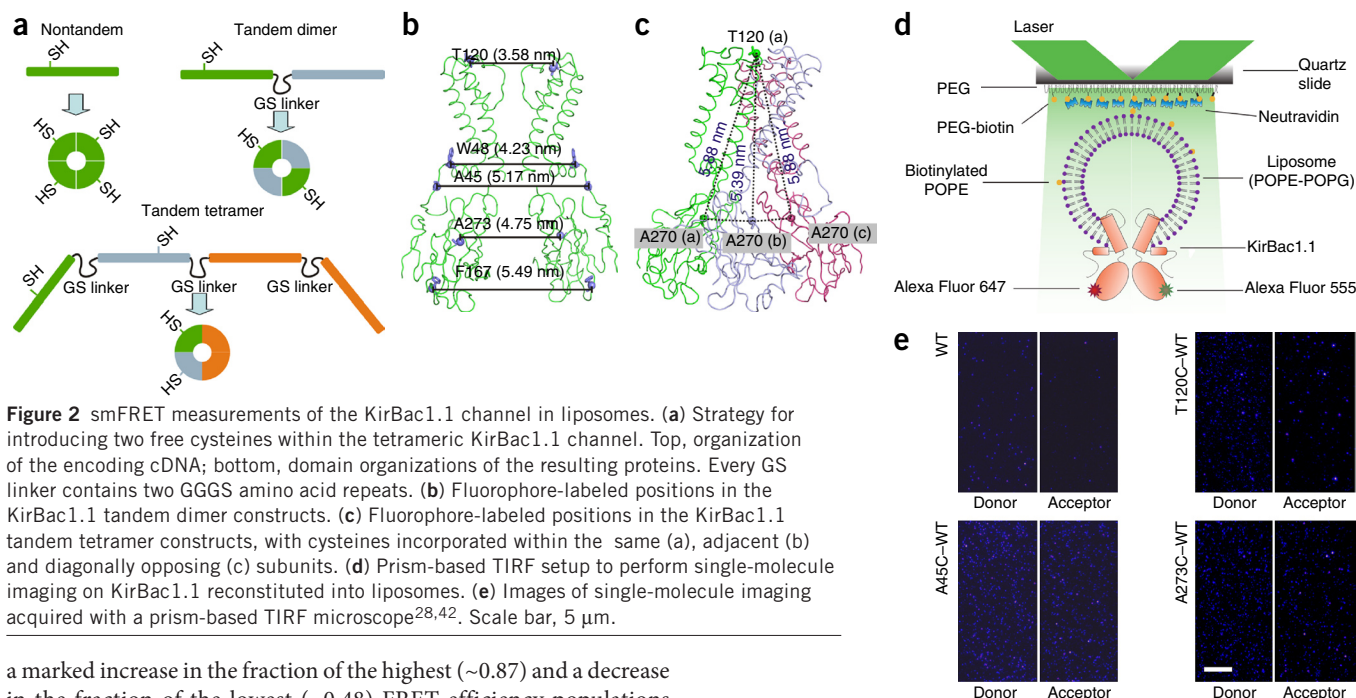 a
Nontandem
SH
HS
SH
HS
SH
Tandem dimer
SH
GS linker
HS
SH
Tandem tetramer
SH
SH
GS linker
GS linker
GS linker
HS
HS
b
T120 (3.58 nm)
W48 (4.23 nm)
A45 (5.17 nm)
A273 (4.75 nm)
F167 (5.49 nm)
c
T120 (a)
5.88 nm
5.39 nm
5.88 nm
A270 (a)
A270 (b)
A270 (c)
d
Laser
Quartz
slide
PEG
PEG-biotin
Neutravidin
Biotinylated
POPE
Liposome
(POPE-POPG)
KirBac1.1
Alexa Fluor 647
Alexa Fluor 555
e
WT
Donor
Acceptor
T120C–WT
Donor
Acceptor
A45C–WT
Donor
Acceptor
A273C–WT
Donor
Acceptor
Figure 2 smFRET measurements of the KirBac1.1 channel in liposomes. (a) Strategy for
introducing two free cysteines within the tetrameric KirBac1.1 channel. Top, organization
of the encoding cDNA; bottom, domain organizations of the resulting proteins. Every GS
linker contains two GGGS amino acid repeats. (b) Fluorophore-labeled positions in the
KirBac1.1 tandem dimer constructs. (c) Fluorophore-labeled positions in the KirBac1.1
tandem tetramer constructs, with cysteines incorporated within the same (a), adjacent (b)
and diagonally opposing (c) subunits. (d) Prism-based TIRF setup to perform single-molecule
imaging on KirBac1.1 reconstituted into liposomes. (e) Images of single-molecule imaging
acquired with a prism-based TIRF microscope28,42. Scale bar, 5 μm.
a marked increase in the fraction of the highest (~0.87) and a decrease
in the fraction of the lowest (~0.48) FRET efficiency populations